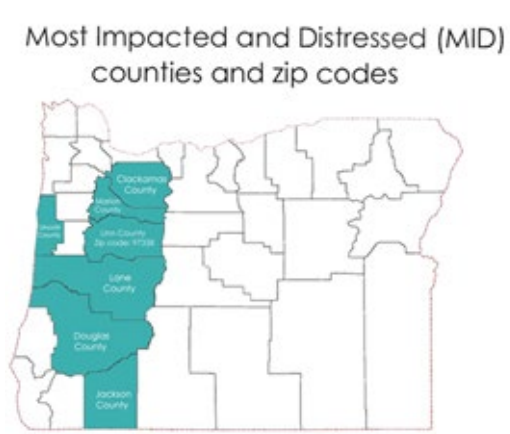 Most Impacted and Distressed (MID)
counties and zip codes
Clackamas
County
Marion
County
Lincoln
County
Linn County
Zip code: 97358
Lane
County
Douglas
County
Jackson
County